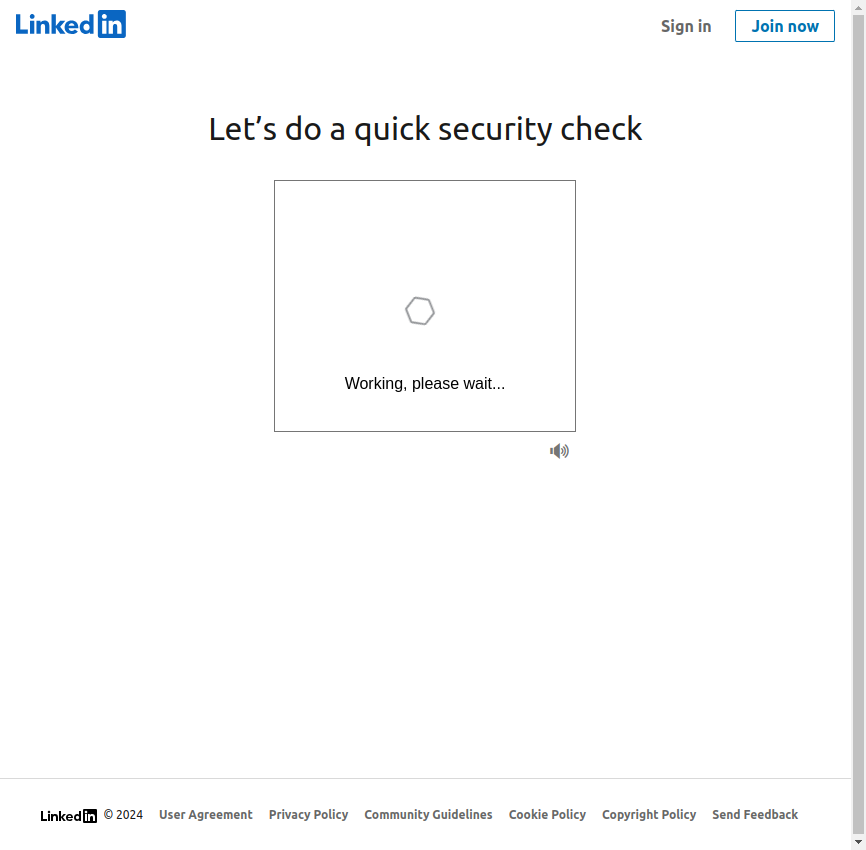 LinkedIn
Sign in
Join now
Let’s do a quick security check
Working, please wait...
LinkedIn © 2024 User Agreement Privacy Policy Community Guidelines Cookie Policy Copyright Policy Send Feedback